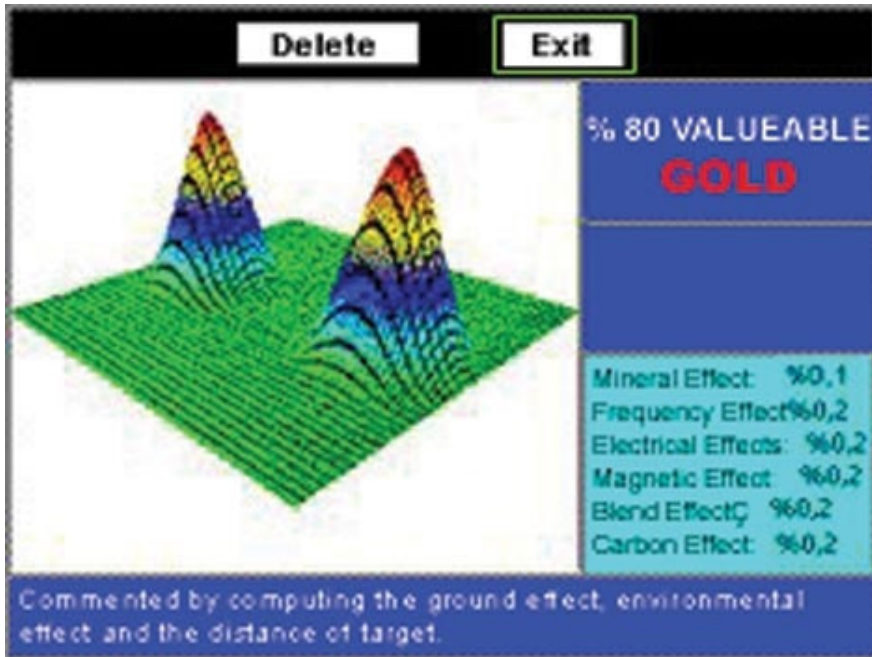 Delete
Exit
% 80 VALUEABLE
GOLD
Mineral Effect: %0,1
Frequency Effect%0,2
Electrical Effects: %0,2
Magnetic Effect: %0,2
Blend EffectÇ %0,2
Carbon Effect: %0,2
Commented by computing the ground effect, environmental
effect and the distance of target.